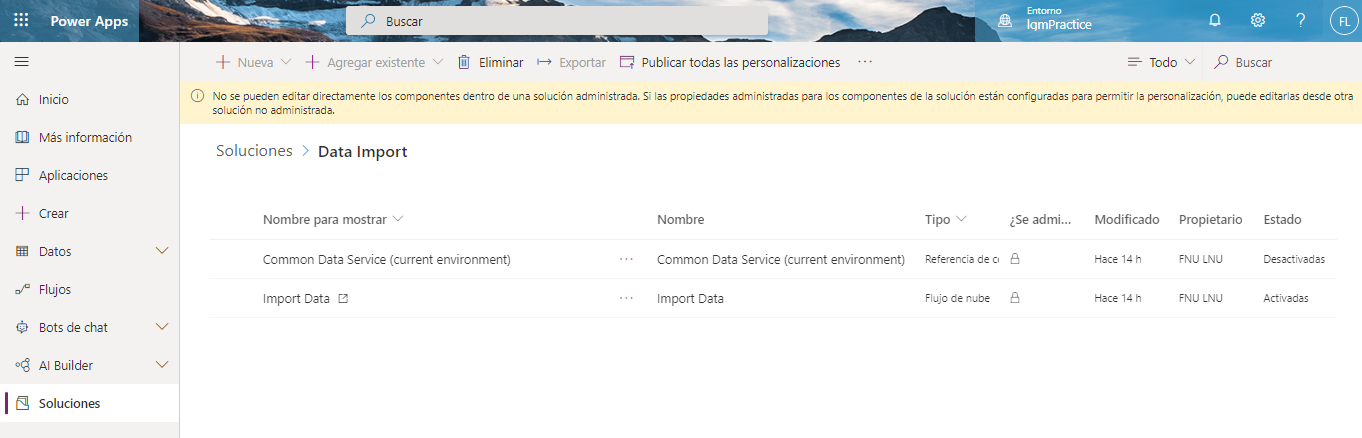 Power Apps
Buscar
Entorno
lqmPractice
FL
Nueva
Agregar existente
Eliminar
Exportar
Publicar todas las personalizaciones
Todo
Buscar
No se pueden editar directamente los componentes dentro de una solución administrada. Si las propiedades administradas para los componentes de la solución están configuradas para permitir la personalización, puede editarlas desde otra
solución no administrada.
Inicio
Más información
Aplicaciones
Crear
Datos
Flujos
Bots de chat
AI Builder
Soluciones
Soluciones > Data Import
Nombre para mostrar Nombre Tipo ¿Se admi... Modificado Propietario Estado
Common Data Service (current environment) ... Common Data Service (current environment) Referencia de co Hace 14 h FNU LNU Desactivadas
Import Data ... Import Data Flujo de nube Hace 14 h FNU LNU Activadas